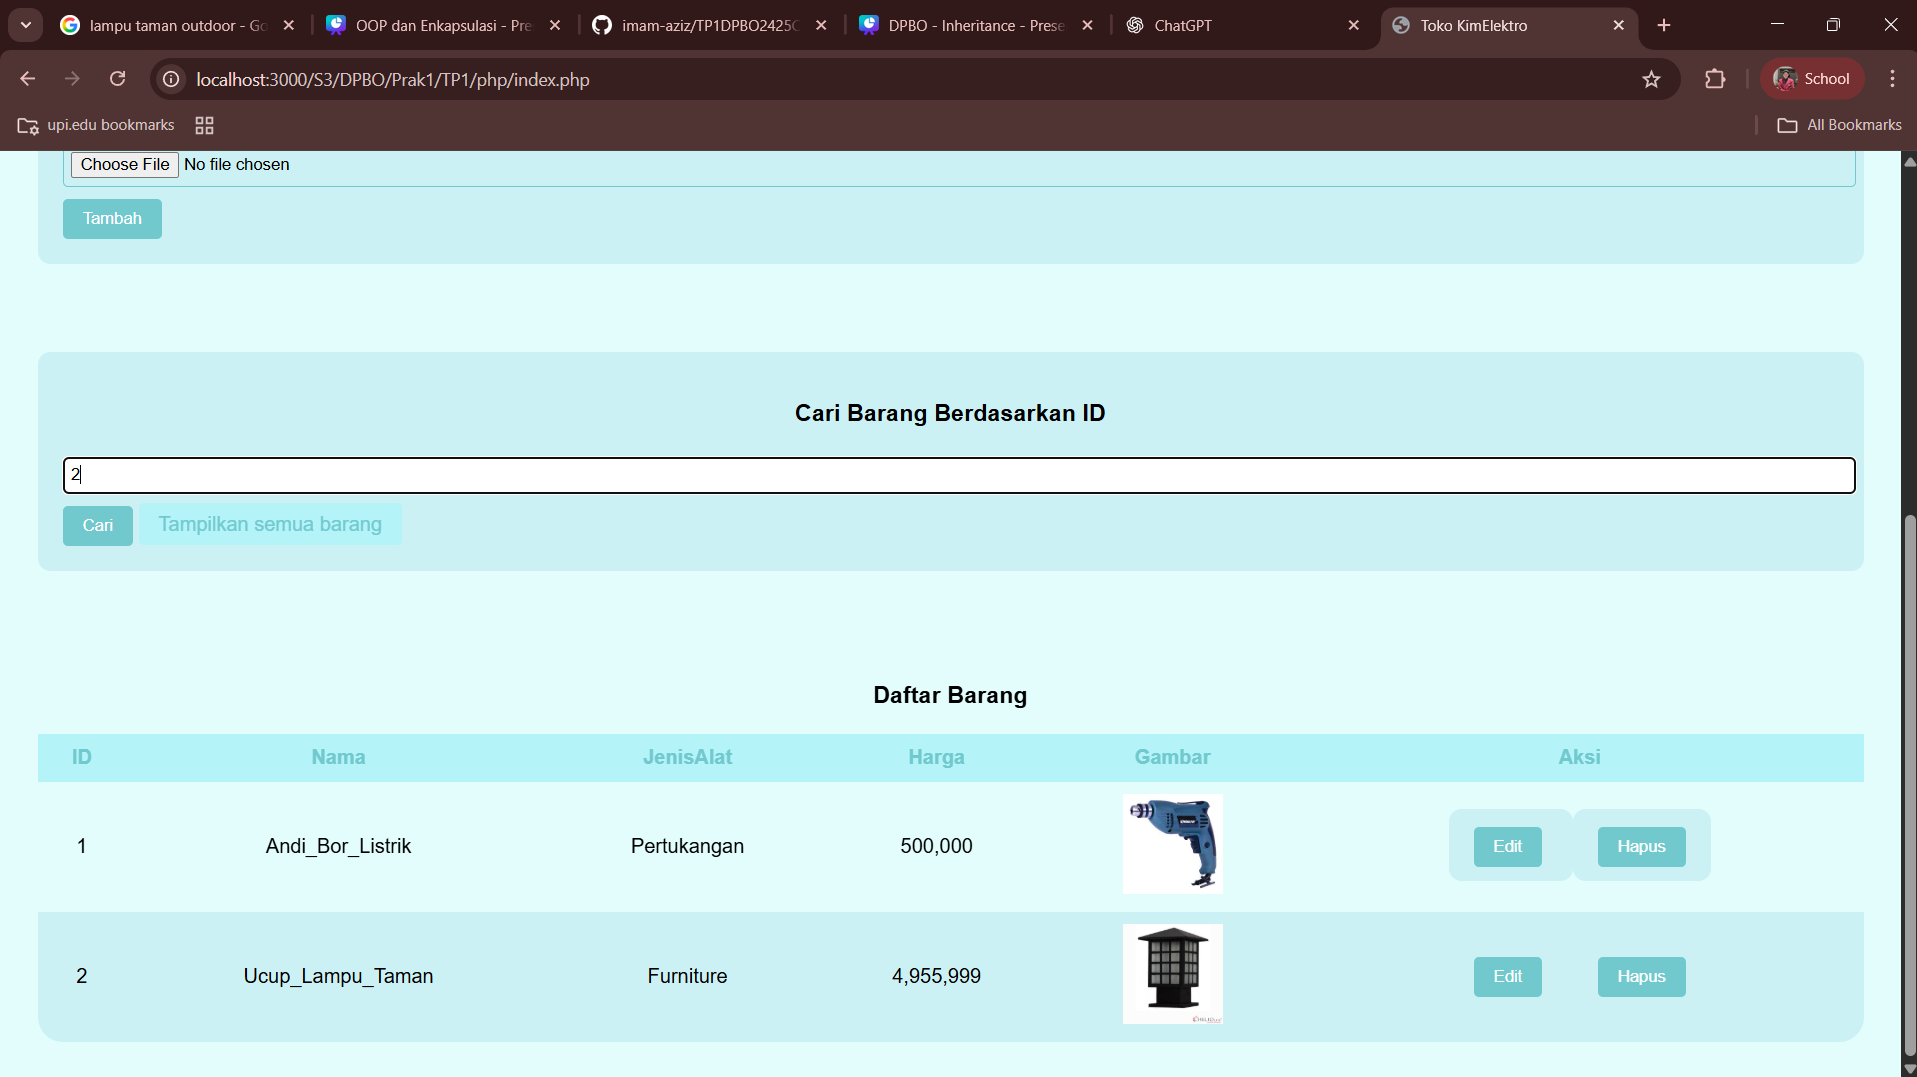 lampu taman outdoor - Go
OOP dan Enkapsulasi - Pre
imam-aziz/TP1DPBO2425C
DPBO - Inheritance - Prese
ChatGPT
Toko KimElektro
localhost:3000/S3/DPBO/Prak1/TP1/php/index.php
School
upi.edu bookmarks
All Bookmarks
Choose File No file chosen
Tambah
Cari Barang Berdasarkan ID
2
Cari Tampilkan semua barang
Daftar Barang
ID Nama JenisAlat Harga Gambar Aksi
1 Andi_Bor_Listrik Pertukangan 500,000 Edit Hapus
2 Ucup_Lampu_Taman Furniture 4,955,999 Edit Hapus